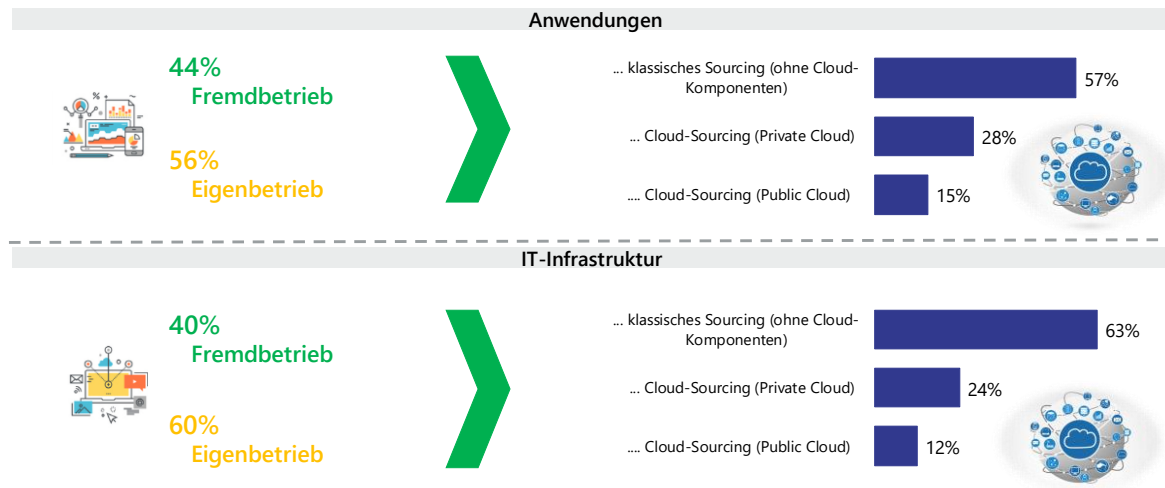 Anwendungen
44%
Fremdbetrieb
56%
Eigenbetrieb
... klassisches Sourcing (ohne Cloud-
Komponenten)
57%
... Cloud-Sourcing (Private Cloud)
28%
.... Cloud-Sourcing (Public Cloud)
15%
IT-Infrastruktur
40%
Fremdbetrieb
60%
Eigenbetrieb
... klassisches Sourcing (ohne Cloud-
Komponenten)
63%
... Cloud-Sourcing (Private Cloud)
24%
.... Cloud-Sourcing (Public Cloud)
12%